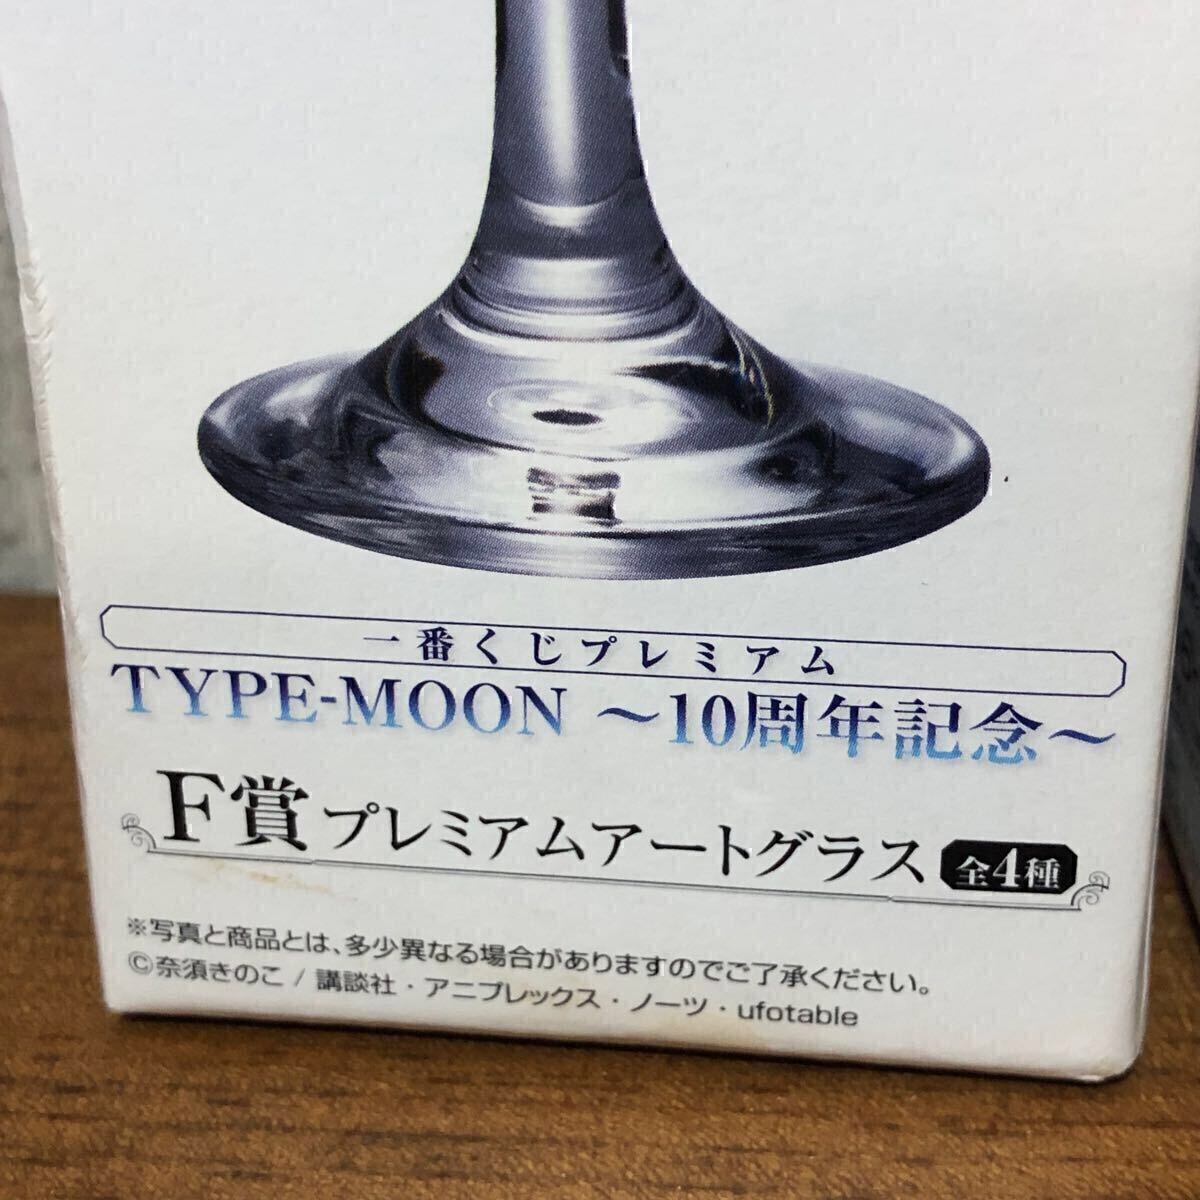 一番くじプレミアム
TYPE-MOON ～10周年記念～
F賞 プレミアムアートグラス 全4種
※写真と商品とは、多少異なる場合がありますのでご了承ください。
©奈須きのこ / 講談社・アニプレックス・ノーツ・ufotable